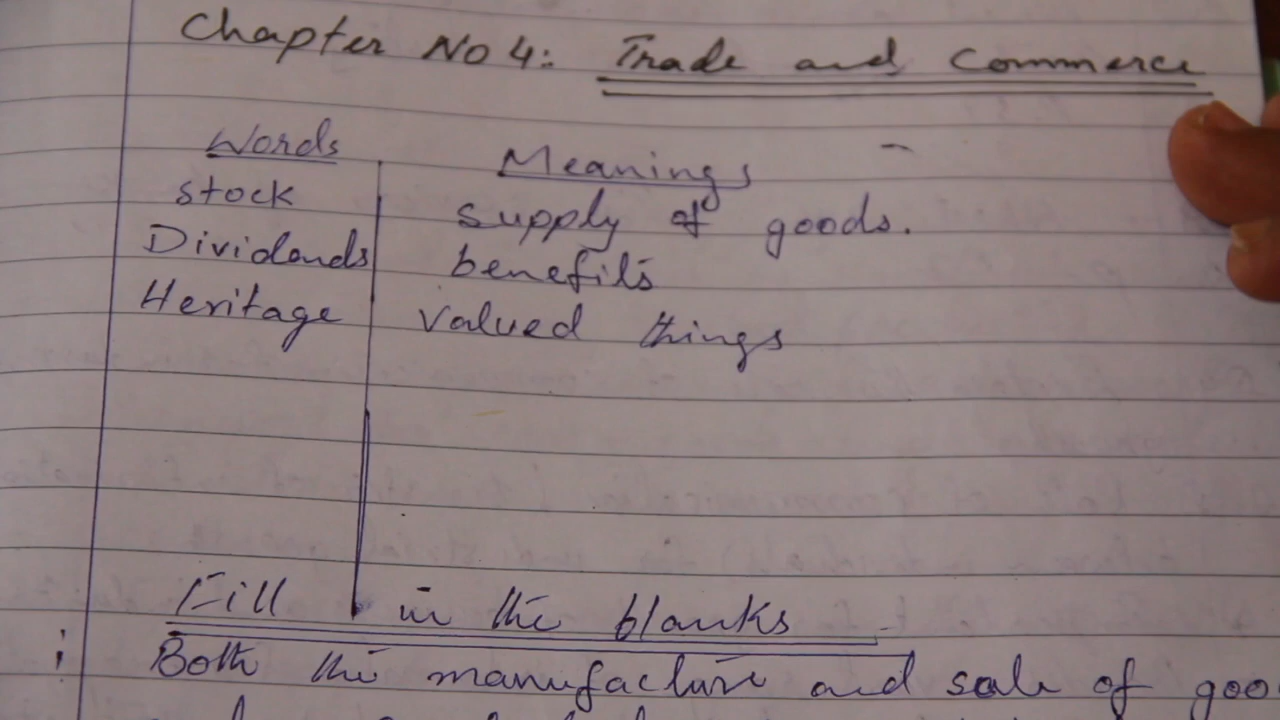 Chapter No 4: Trade and Commerce
Words Meanings
stock supply of goods.
Dividends benefits
Heritage valued things
Fill in the blanks
i Both the manufacture and sale of